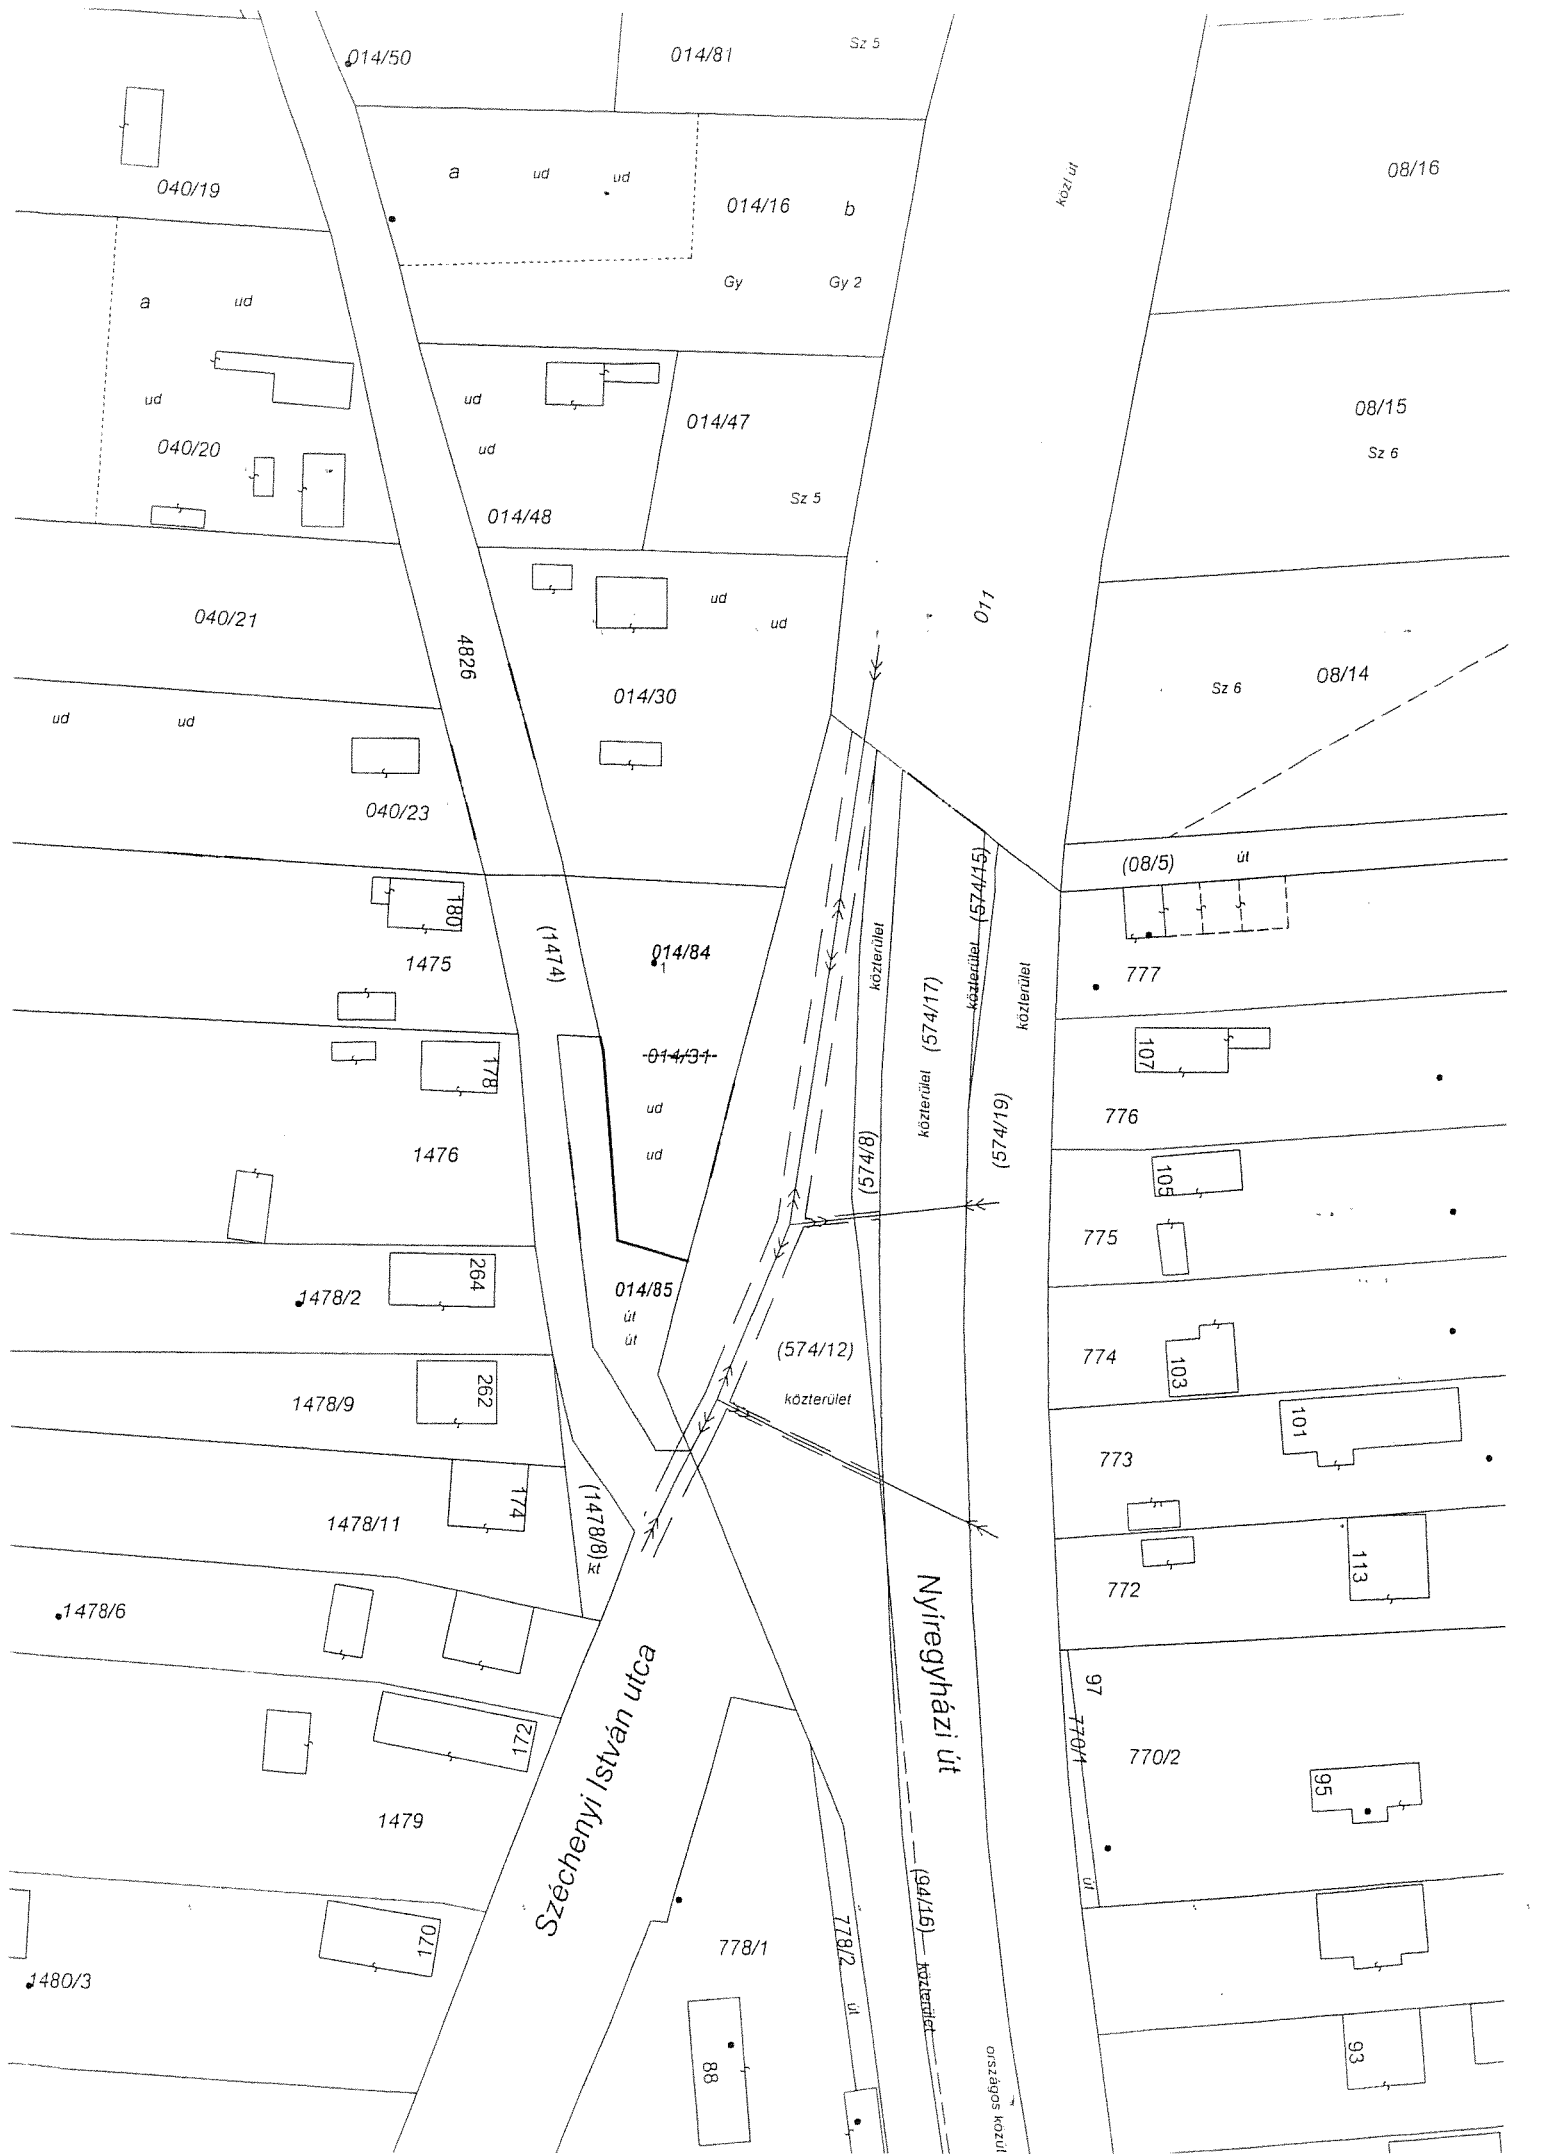 014/50
014/81
Sz 5
040/19
a
ud
ud
014/16
b
közl út
08/16
Gy
Gy 2
a
ud
ud
040/20
ud
ud
014/48
014/47
Sz 5
08/15
Sz 6
040/21
4826
ud
ud
014/30
011
Sz 6
08/14
ud
ud
040/23
(08/5)
út
180
1475
(1474)
014/84
1
közterület
közterület
(574/15)
közterület
777
014/31
178
ud
ud
1476
közterület
(574/17)
(574/8)
(574/19)
107
776
105
775
264
1478/2
014/85
út
út
(574/12)
közterület
103
774
262
1478/9
101
773
174
1478/11
(1478/8)
kt
113
772
1478/6
Széchenyi István utca
Nyíregyházi út
97
770/1
út
770/2
95
172
1479
170
1480/3
778/1
778/2
út
(94/16)
közterület
országos közút
88
93